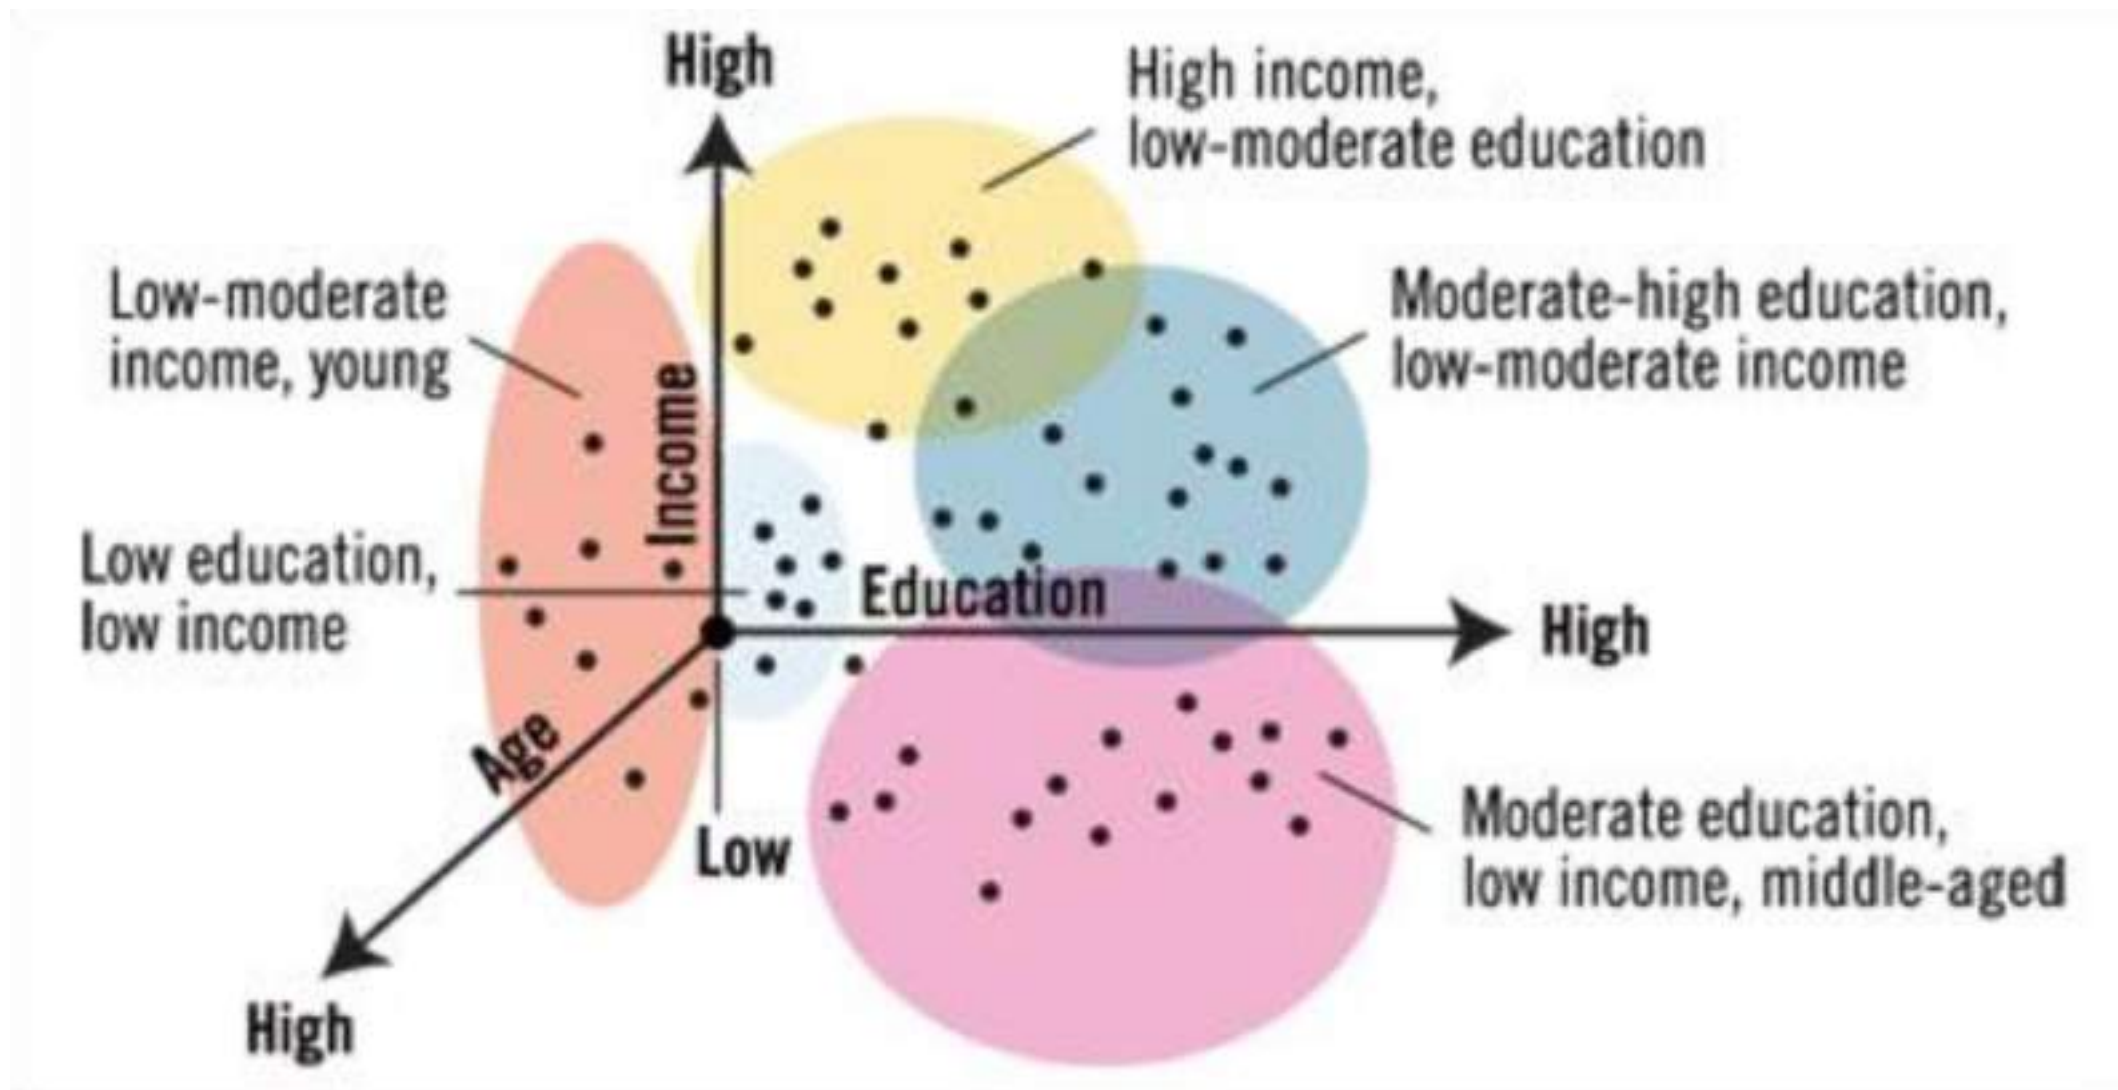 High
High income,
low-moderate education
Low-moderate
income, young
Moderate-high education,
low-moderate income
Income
Low education,
low income
Education
High
Age
Low
Moderate education,
low income, middle-aged
High